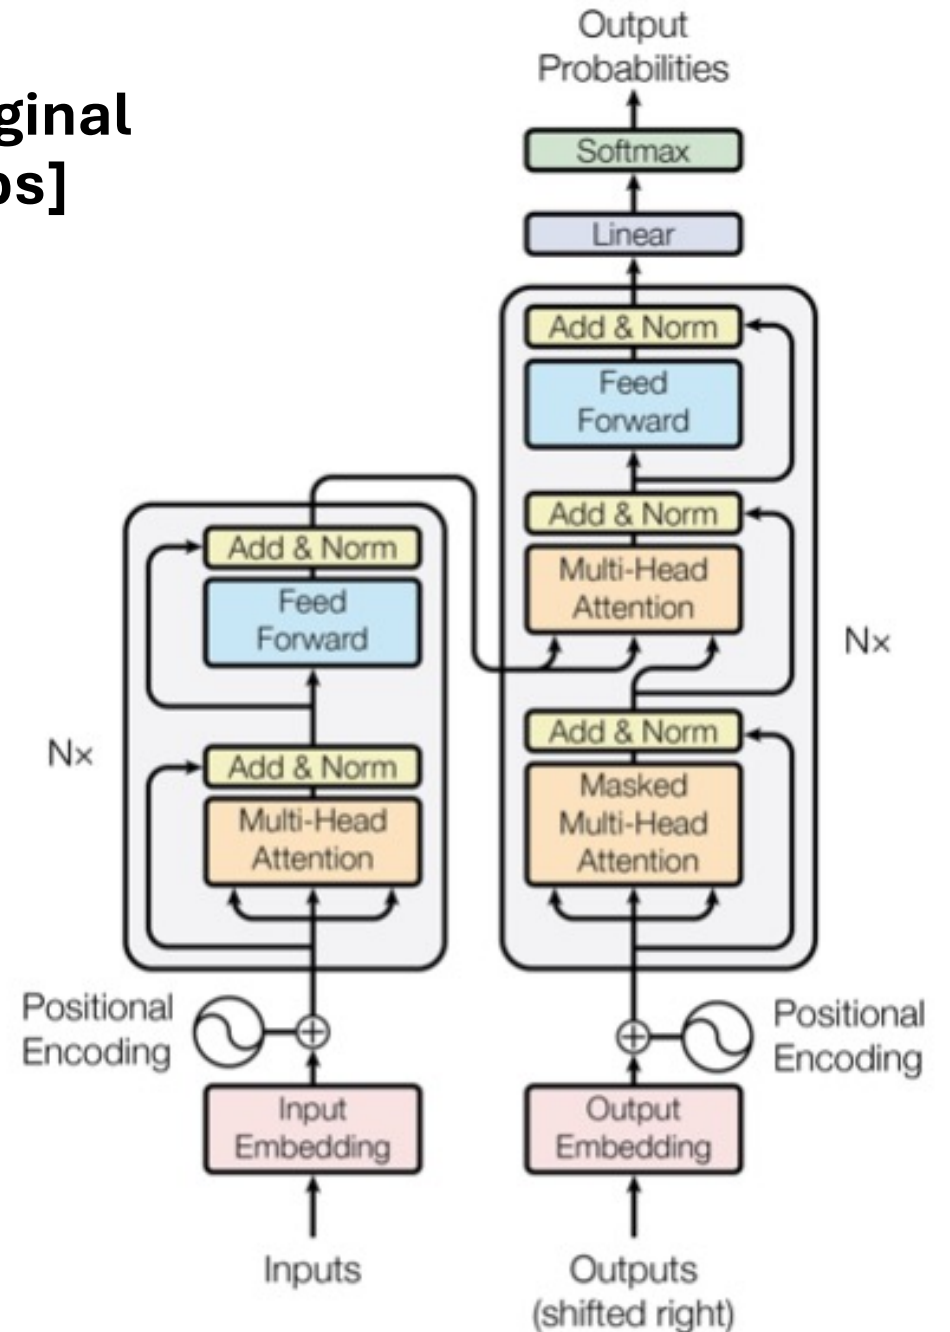 ginal
os]
Output
Probabilities
Softmax
Linear
Add & Norm
Feed
Forward
Add & Norm
Multi-Head
Attention
Nx
Add & Norm
Masked
Multi-Head
Attention
Add & Norm
Feed
Forward
Nx
Add & Norm
Multi-Head
Attention
Positional
Encoding
Positional
Encoding
Input
Embedding
Output
Embedding
Inputs
Outputs
(shifted right)